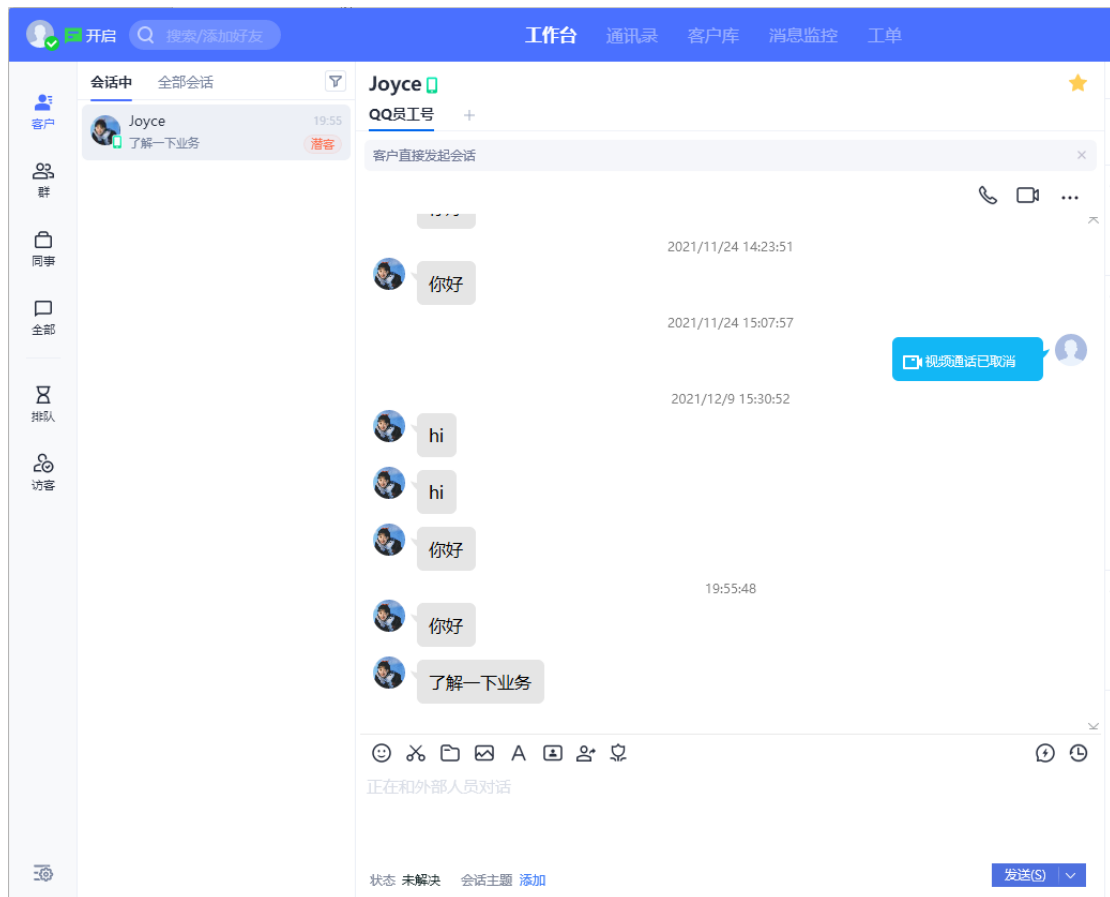 开启 搜索/添加好友 工作台 通讯录 客户库 消息监控 工单
客户
群
同事
全部
排队
访客
会话中 全部会话
Joyce 19:55
了解一下业务 潜客
Joyce
QQ员工号 +
客户直接发起会话
2021/11/24 14:23:51
你好
2021/11/24 15:07:57
视频通话已取消
2021/12/9 15:30:52
hi
hi
你好
19:55:48
你好
了解一下业务
正在和外部人员对话
状态 未解决 会话主题 添加 发送(S)